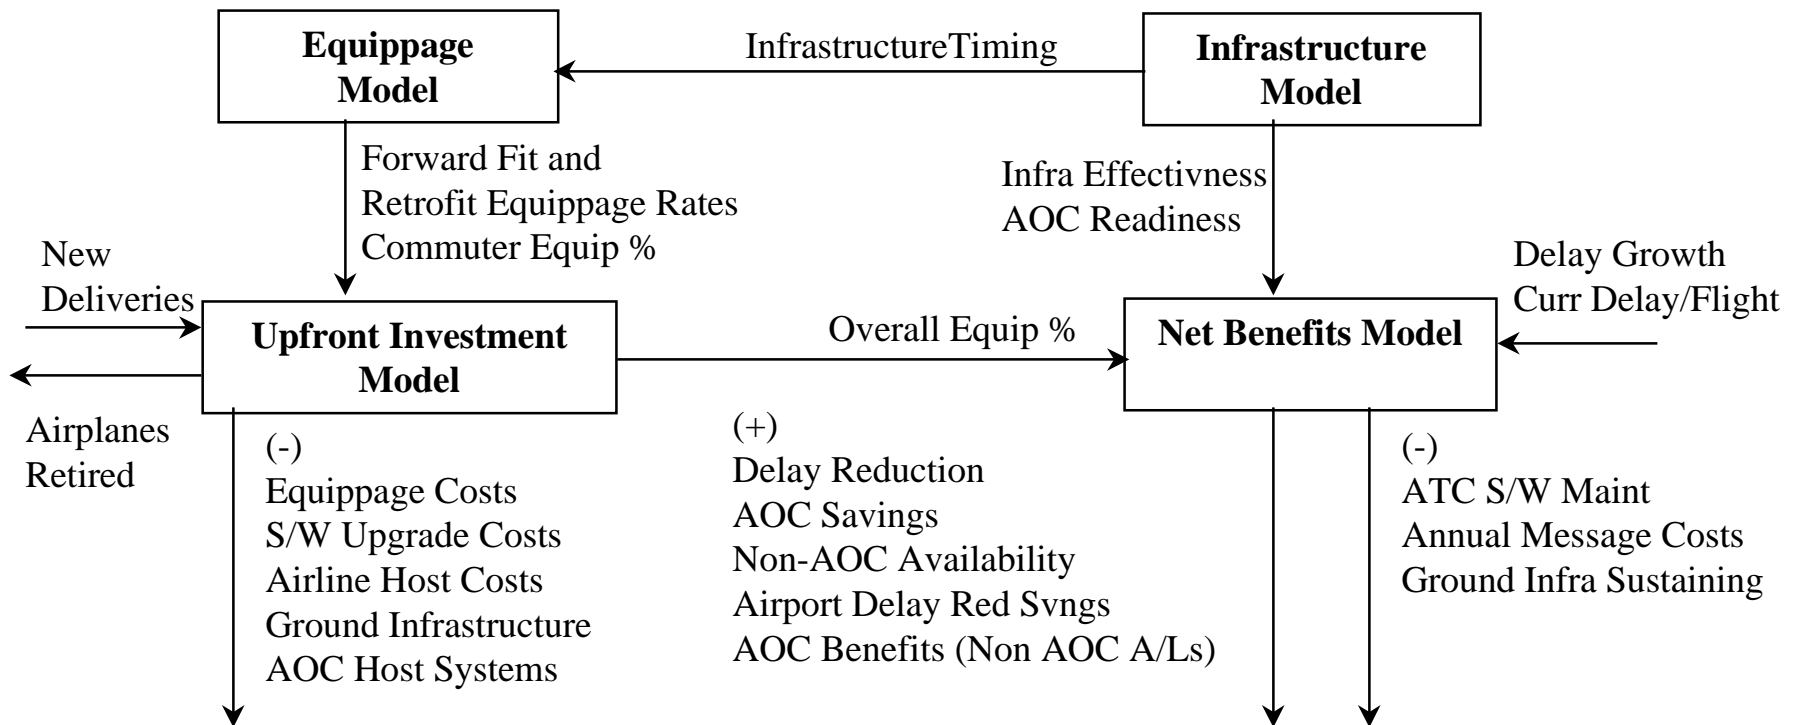 Equippage
Model
InfrastructureTiming
Infrastructure
Model
Forward Fit and
Retrofit Equippage Rates
Commuter Equip %
Infra Effectivness
AOC Readiness
New
Deliveries
Delay Growth
Curr Delay/Flight
Upfront Investment
Model
Overall Equip %
Net Benefits Model
Airplanes
Retired
(-)
Equippage Costs
S/W Upgrade Costs
Airline Host Costs
Ground Infrastructure
AOC Host Systems
(+)
Delay Reduction
AOC Savings
Non-AOC Availability
Airport Delay Red Svngs
AOC Benefits (Non AOC A/Ls)
(-)
ATC S/W Maint
Annual Message Costs
Ground Infra Sustaining